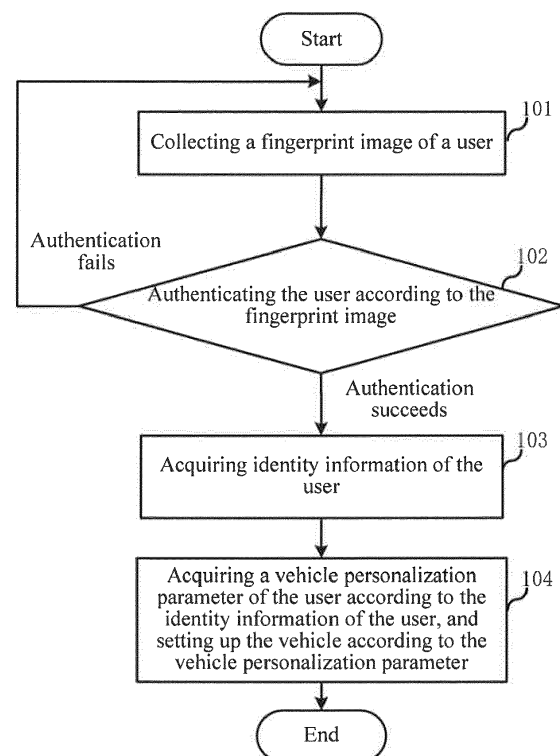 Start
101
Collecting a fingerprint image of a user
Authentication
fails
102
Authenticating the user according to the
fingerprint image
Authentication
succeeds
103
Acquiring identity information of the
user
104
Acquiring a vehicle personalization
parameter of the user according to the
identity information of the user, and
setting up the vehicle according to the
vehicle personalization parameter
End